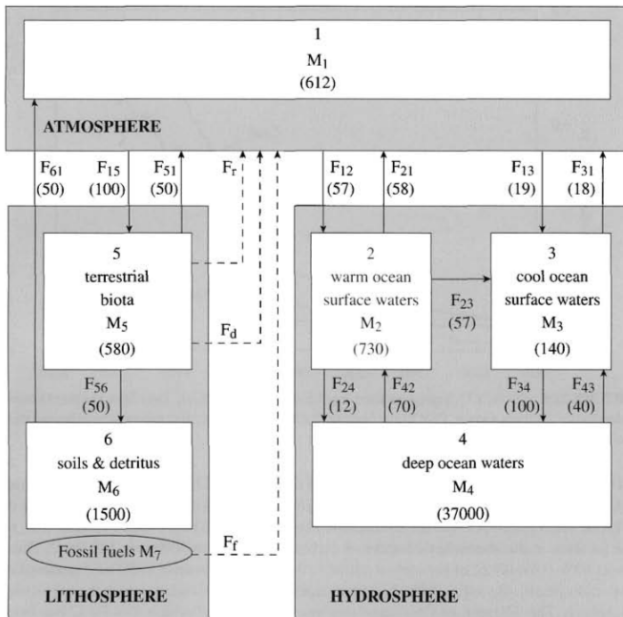 1
M1
(612)
ATMOSPHERE
F61
(50)
F15
(100)
F51
(50)
Fr
F12
(57)
F21
(58)
F13
(19)
F31
(18)
5
terrestrial
biota
M5
(580)
Fd
2
warm ocean
surface waters
M2
(730)
F23
(57)
3
cool ocean
surface waters
M3
(140)
F56
(50)
F24
(12)
F42
(70)
F34
(100)
F43
(40)
6
soils & detritus
M6
(1500)
4
deep ocean waters
M4
(37000)
Fossil fuels M7
Ff
LITHOSPHERE
HYDROSPHERE